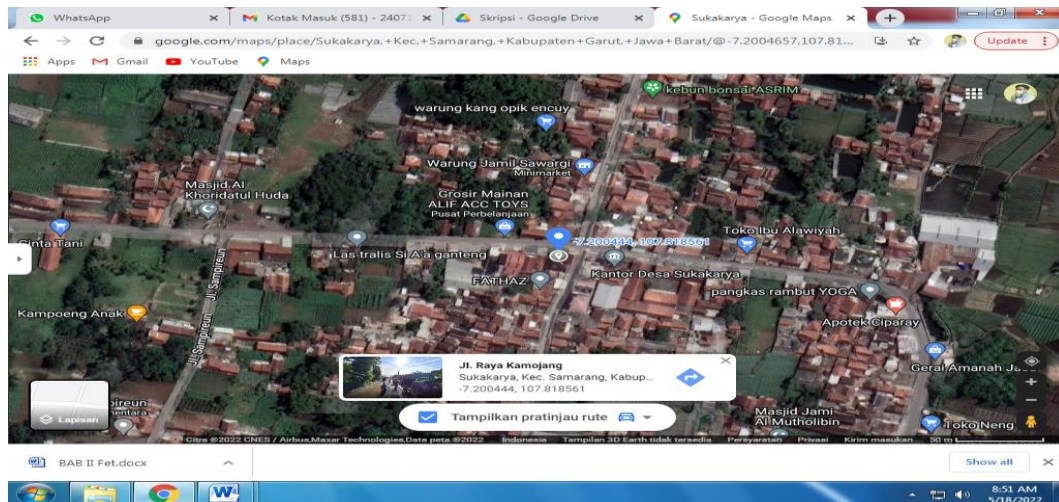 WhatsApp
Kotak Masuk (581) - 2407
Skripsi - Google Drive
Sukakarya - Google Maps
google.com/maps/place/Sukakarya,+Kec.+Samarang,+Kabupaten+Garut,+Jawa+Barat/@-7.2004657,107.81...
Update
Apps
Gmail
YouTube
Maps
kebun bonsai ASRIM
warung kang opik encuy
Warung Jamil Sawargi
Minimarket
Masjid Al
Khoridatul Huda
Grosir Mainan
ALIF ACC TOYS
Pusat Perbelanjaan
Toko Ibu Alawiyah
Cinta Tani
-7.200444, 107.818561
Las tralis Si A'a ganteng
Kantor Desa Sukakarya
FATHAZ
Jl. Sampireun
pangkas rambut YOGA
Kampoeng Anak
Apotek Ciparay
Jl. Sampireun
Jl. Raya Kamojang
Sukakarya, Kec. Samarang, Kabup...
-7.200444, 107.818561
Gerai Amanah
Lapisan
pireun
Tampilkan pratinjau rute
Masjid Jami
Al Mutholibin
Toko Neng
Citra ©2022 CNES / Airbus,Maxar Technologies,Data peta ©2022
Indonesia
Tampilan 3D Earth tidak tersedia
Persyaratan
Privasi
Kirim masukan
50 m
BAB II Fet.docx
Show all
8:51 AM
5/18/2022